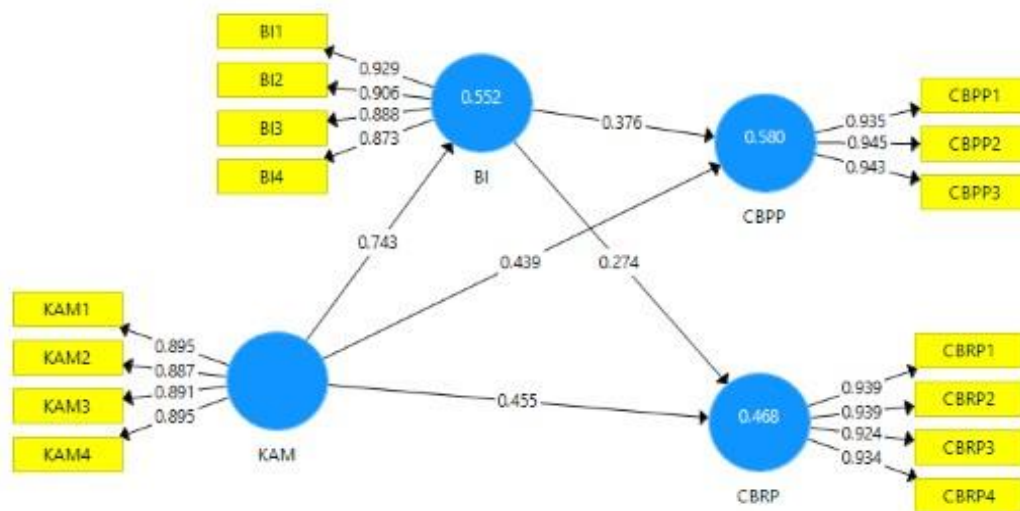 BI1
BI2
BI3
BI4
0.929
0.906
0.888
0.873
0.552
BI
0.376
0.580
CBPP
0.935
0.945
0.943
CBPP1
CBPP2
CBPP3
0.743
0.439
0.274
KAM1
KAM2
KAM3
KAM4
0.895
0.887
0.891
0.895
KAM
0.455
0.468
CBRP
0.939
0.939
0.924
0.934
CBRP1
CBRP2
CBRP3
CBRP4